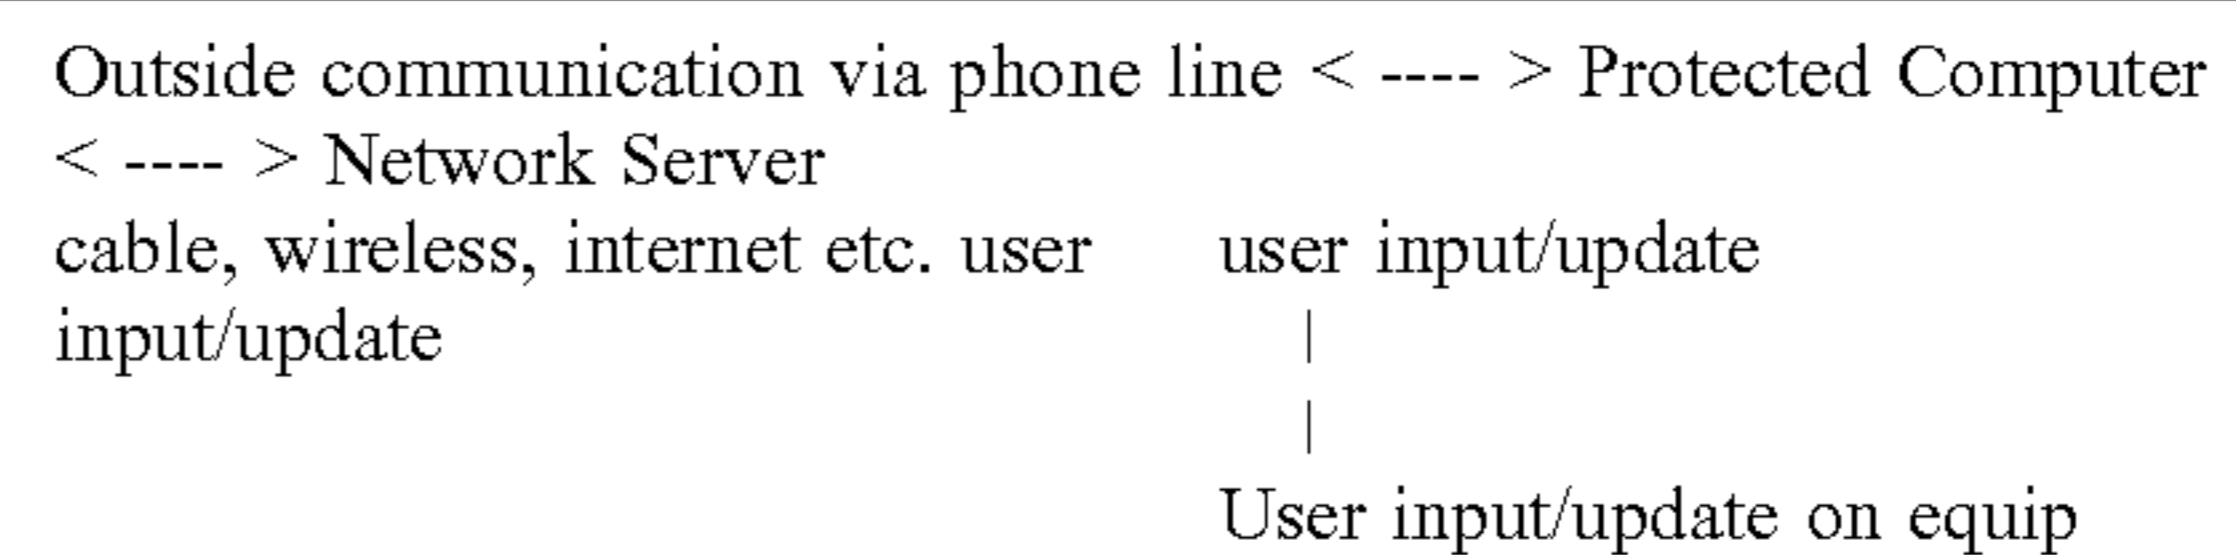 Outside communication via phone line < ---- > Protected Computer
< ---- > Network Server
cable, wireless, internet etc. user user input/update
input/update |
|
User input/update on equip